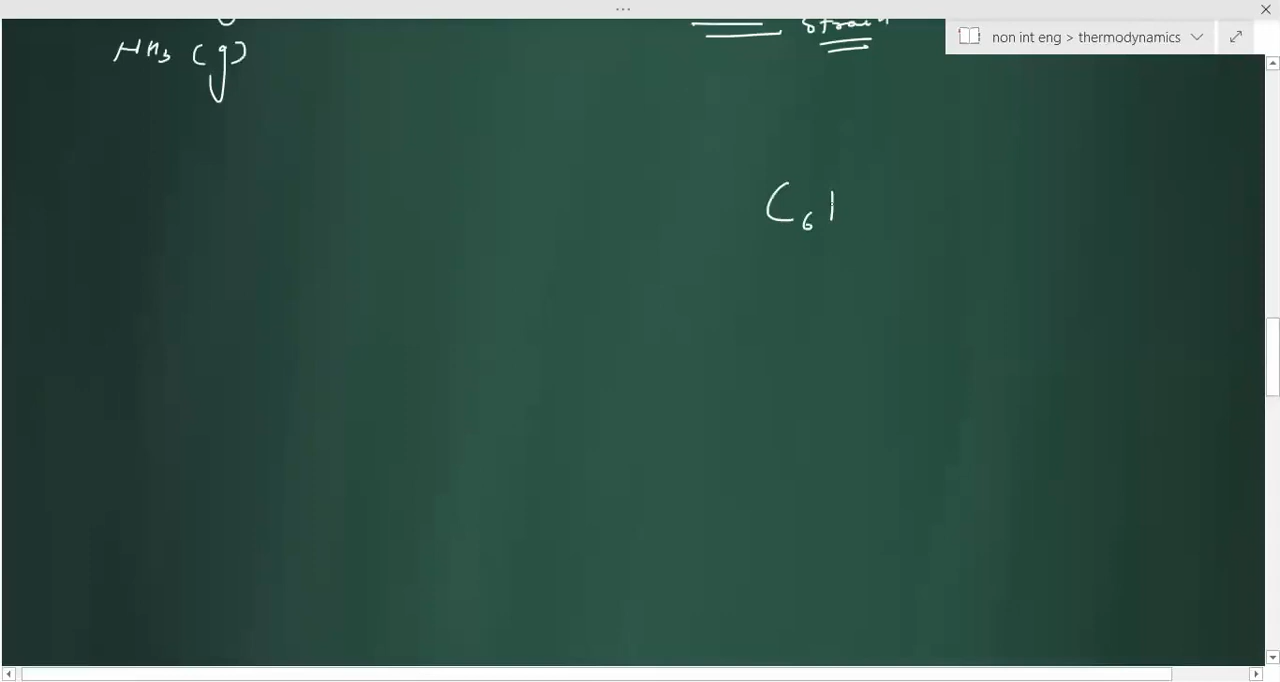 ...
non int eng > thermodynamics
NH3 (g)
C6